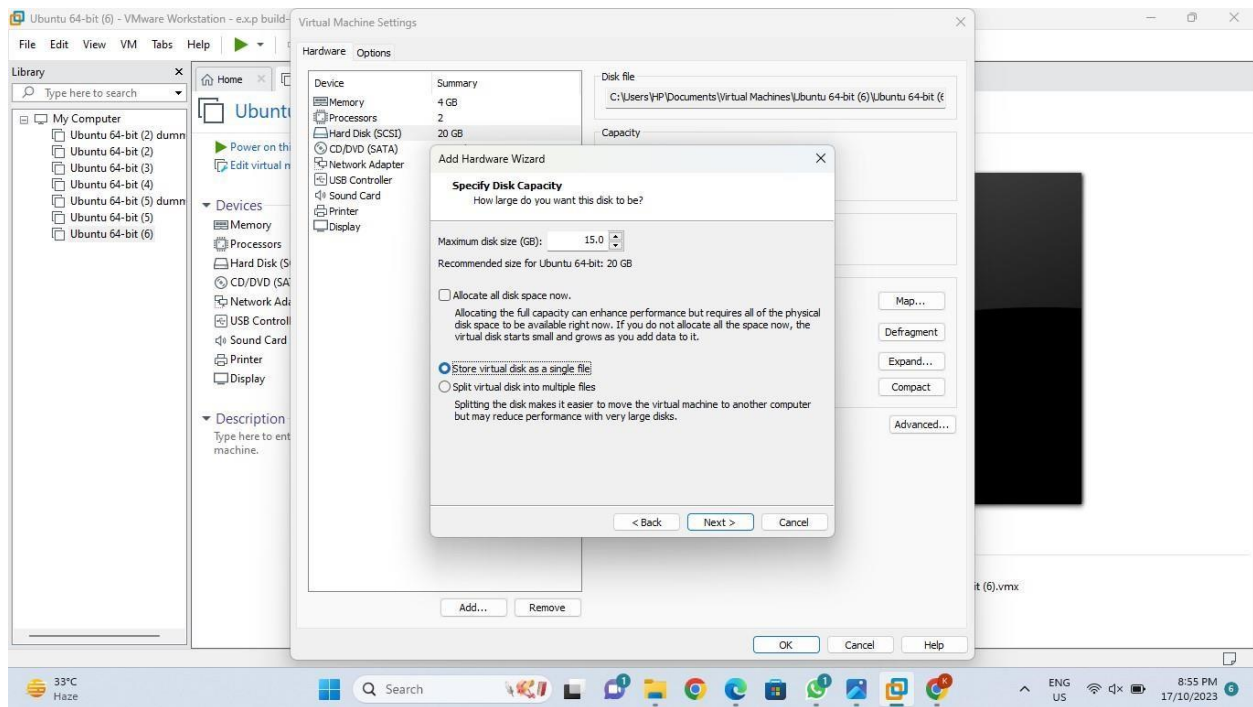 Ubuntu 64-bit (6) - VMware Workstation - e.x.p build-
File Edit View VM Tabs Help
Library
Type here to search
My Computer
Ubuntu 64-bit (2) dumm
Ubuntu 64-bit (2)
Ubuntu 64-bit (3)
Ubuntu 64-bit (4)
Ubuntu 64-bit (5) dumm
Ubuntu 64-bit (5)
Ubuntu 64-bit (6)
Home
Ubuntu
Power on thi
Edit virtual m
Devices
Memory
Processors
Hard Disk (S
CD/DVD (SA
Network Ada
USB Controll
Sound Card
Printer
Display
Description
Type here to ent
machine.
Virtual Machine Settings
Hardware Options
Device Summary
Memory 4 GB
Processors 2
Hard Disk (SCSI) 20 GB
CD/DVD (SATA)
Network Adapter
USB Controller
Sound Card
Printer
Display
Add... Remove
Disk file
C:\Users\HP\Documents\Virtual Machines\Ubuntu 64-bit (6)\Ubuntu 64-bit (6
Capacity
Map...
Defragment
Expand...
Compact
Advanced...
Add Hardware Wizard
Specify Disk Capacity
How large do you want this disk to be?
Maximum disk size (GB): 15.0
Recommended size for Ubuntu 64-bit: 20 GB
Allocate all disk space now.
Allocating the full capacity can enhance performance but requires all of the physical
disk space to be available right now. If you do not allocate all the space now, the
virtual disk starts small and grows as you add data to it.
Store virtual disk as a single file
Split virtual disk into multiple files
Splitting the disk makes it easier to move the virtual machine to another computer
but may reduce performance with very large disks.
< Back Next > Cancel
OK Cancel Help
it (6).vmx
33°C
Haze
Search
1
1
K
ENG
US
8:55 PM
17/10/2023
6